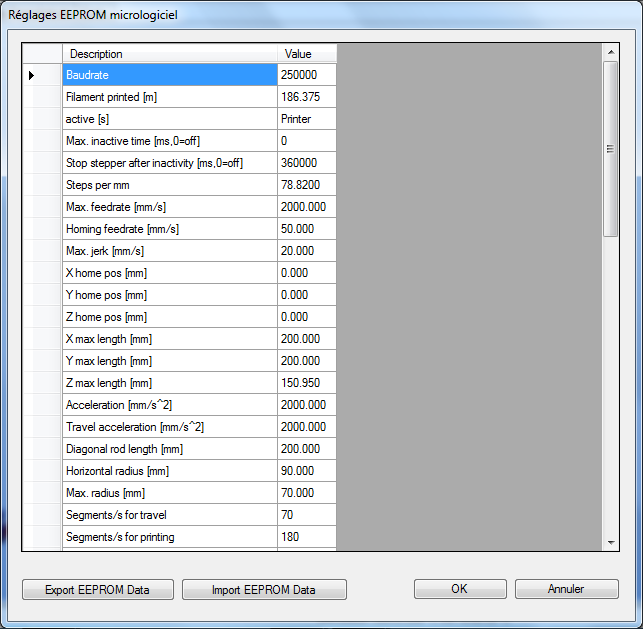 Réglages EEPROM micrologiciel
Description Value
Baudrate 250000
Filament printed [m] 186.375
active [s] Printer
Max. inactive time [ms,0=off] 0
Stop stepper after inactivity [ms,0=off] 360000
Steps per mm 78.8200
Max. feedrate [mm/s] 2000.000
Homing feedrate [mm/s] 50.000
Max. jerk [mm/s] 20.000
X home pos [mm] 0.000
Y home pos [mm] 0.000
Z home pos [mm] 0.000
X max length [mm] 200.000
Y max length [mm] 200.000
Z max length [mm] 150.950
Acceleration [mm/s^2] 2000.000
Travel acceleration [mm/s^2] 2000.000
Diagonal rod length [mm] 200.000
Horizontal radius [mm] 90.000
Max. radius [mm] 70.000
Segments/s for travel 70
Segments/s for printing 180
Export EEPROM Data Import EEPROM Data OK Annuler